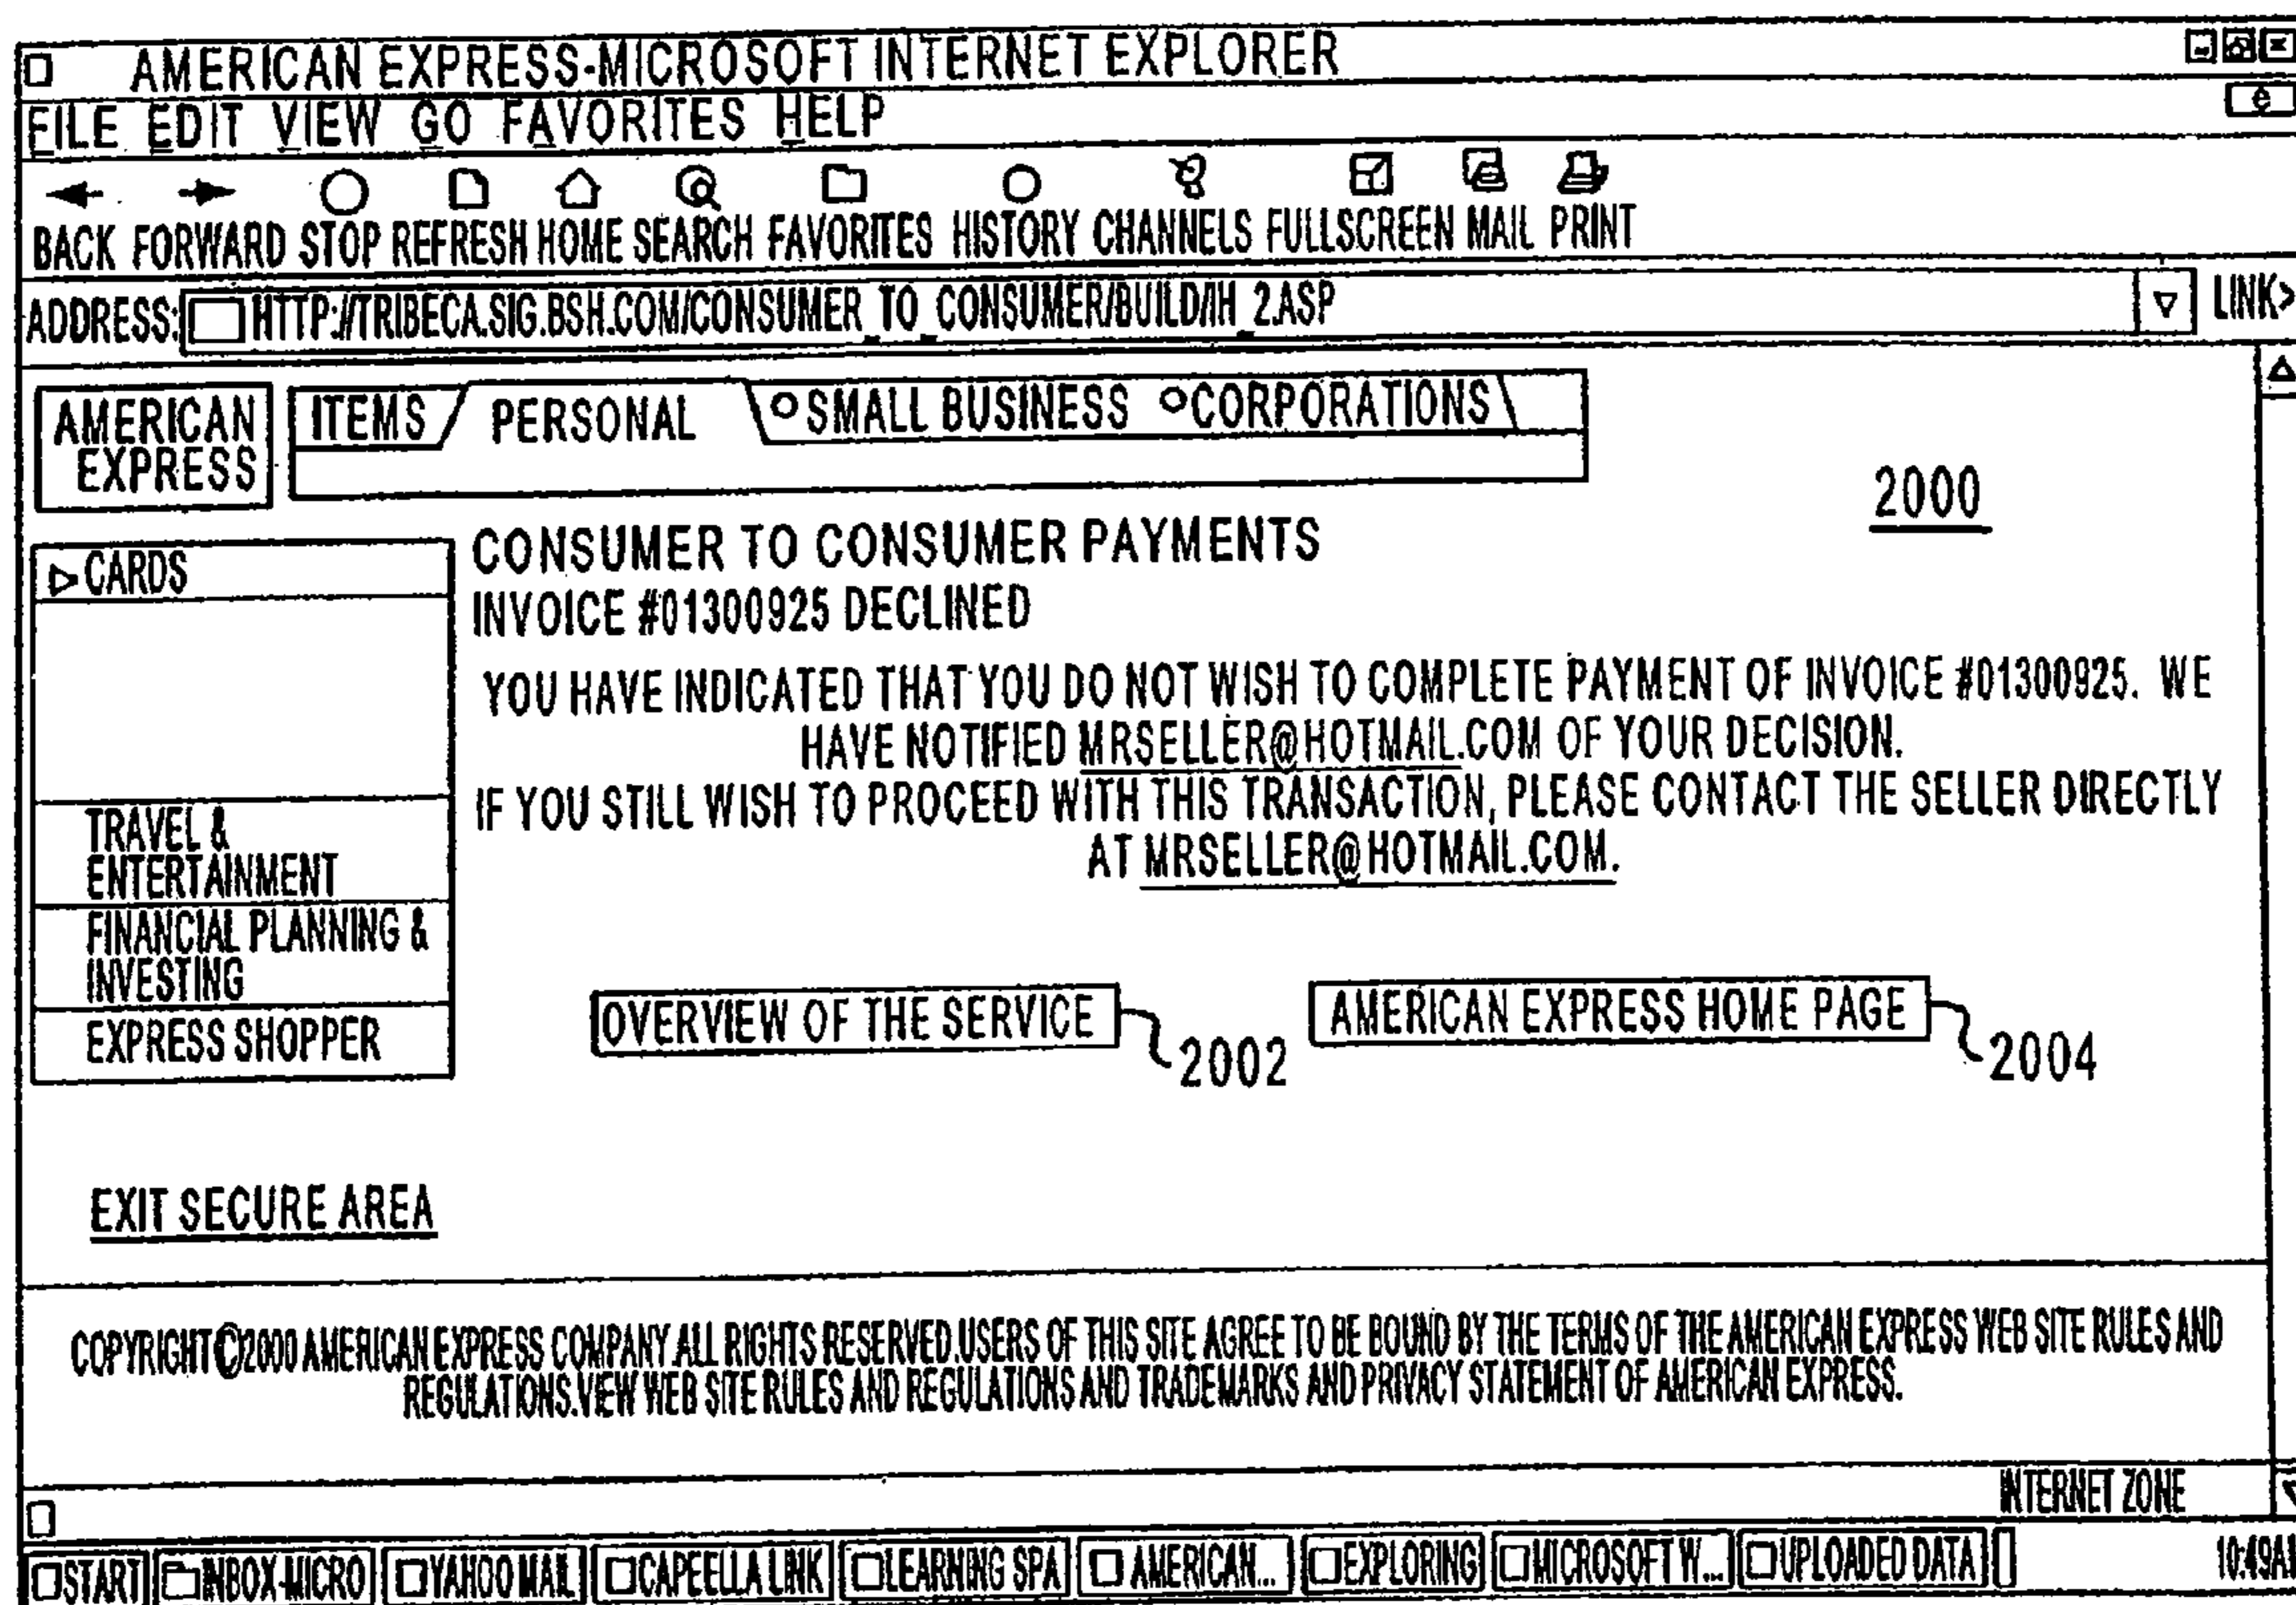 AMERICAN EXPRESS-MICROSOFT INTERNET EXPLORER
FILE EDIT VIEW GO FAVORITES HELP
BACK FORWARD STOP REFRESH HOME SEARCH FAVORITES HISTORY CHANNELS FULLSCREEN MAIL PRINT
ADDRESS: HTTP://TRIBECA.SIG.BSH.COM/CONSUMER_TO_CONSUMER/BUILD/IH_2.ASP LINK>
AMERICAN EXPRESS
ITEMS PERSONAL SMALL BUSINESS CORPORATIONS
2000
CONSUMER TO CONSUMER PAYMENTS
INVOICE #01300925 DECLINED
YOU HAVE INDICATED THAT YOU DO NOT WISH TO COMPLETE PAYMENT OF INVOICE #01300925. WE
HAVE NOTIFIED MRSELLER@HOTMAIL.COM OF YOUR DECISION.
IF YOU STILL WISH TO PROCEED WITH THIS TRANSACTION, PLEASE CONTACT THE SELLER DIRECTLY
AT MRSELLER@HOTMAIL.COM.
CARDS
TRAVEL &
ENTERTAINMENT
FINANCIAL PLANNING &
INVESTING
EXPRESS SHOPPER
OVERVIEW OF THE SERVICE 2002
AMERICAN EXPRESS HOME PAGE 2004
EXIT SECURE AREA
COPYRIGHT©2000 AMERICAN EXPRESS COMPANY.ALL RIGHTS RESERVED.USERS OF THIS SITE AGREE TO BE BOUND BY THE TERMS OF THE AMERICAN EXPRESS WEB SITE RULES AND
REGULATIONS.VIEW WEB SITE RULES AND REGULATIONS AND TRADEMARKS AND PRIVACY STATEMENT OF AMERICAN EXPRESS.
INTERNET ZONE
START INBOX-MICRO YAHOO MAIL CAPEELLA LINK LEARNING SPA AMERICAN... EXPLORING MICROSOFT W... UPLOADED DATA 10:49AM